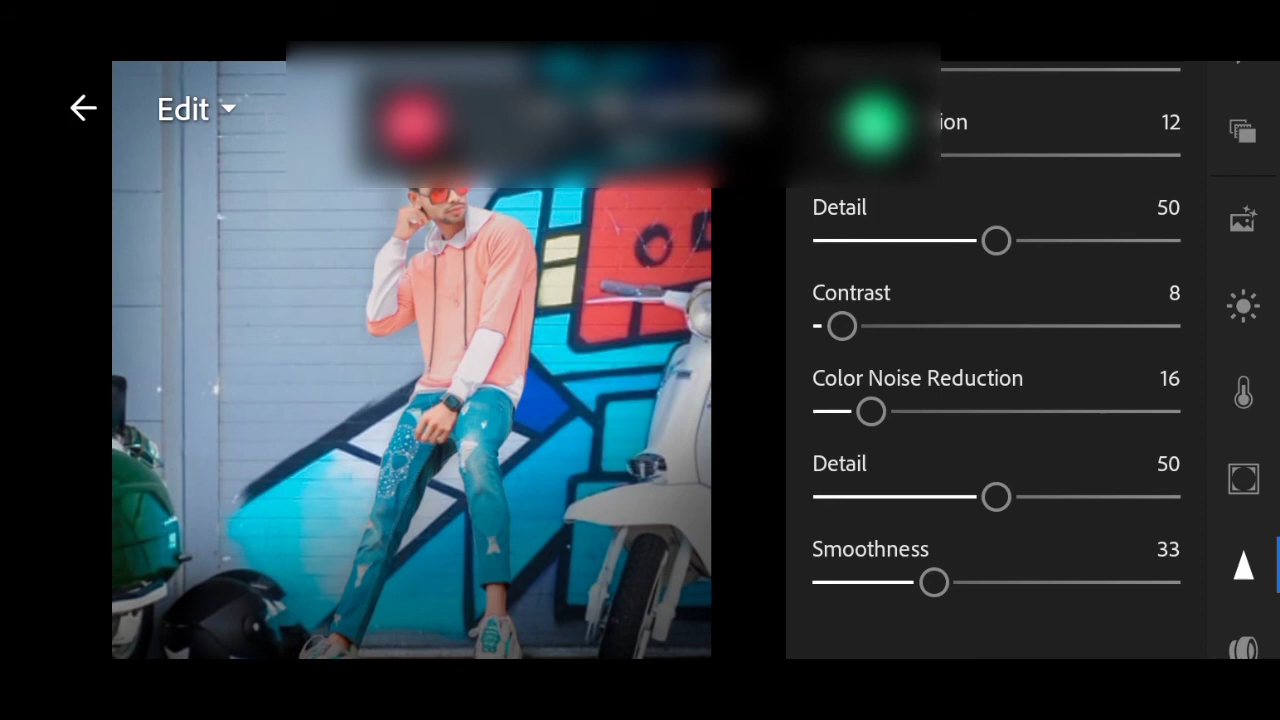 Edit
ion 12
Detail 50
Contrast 8
Color Noise Reduction 16
Detail 50
Smoothness 33